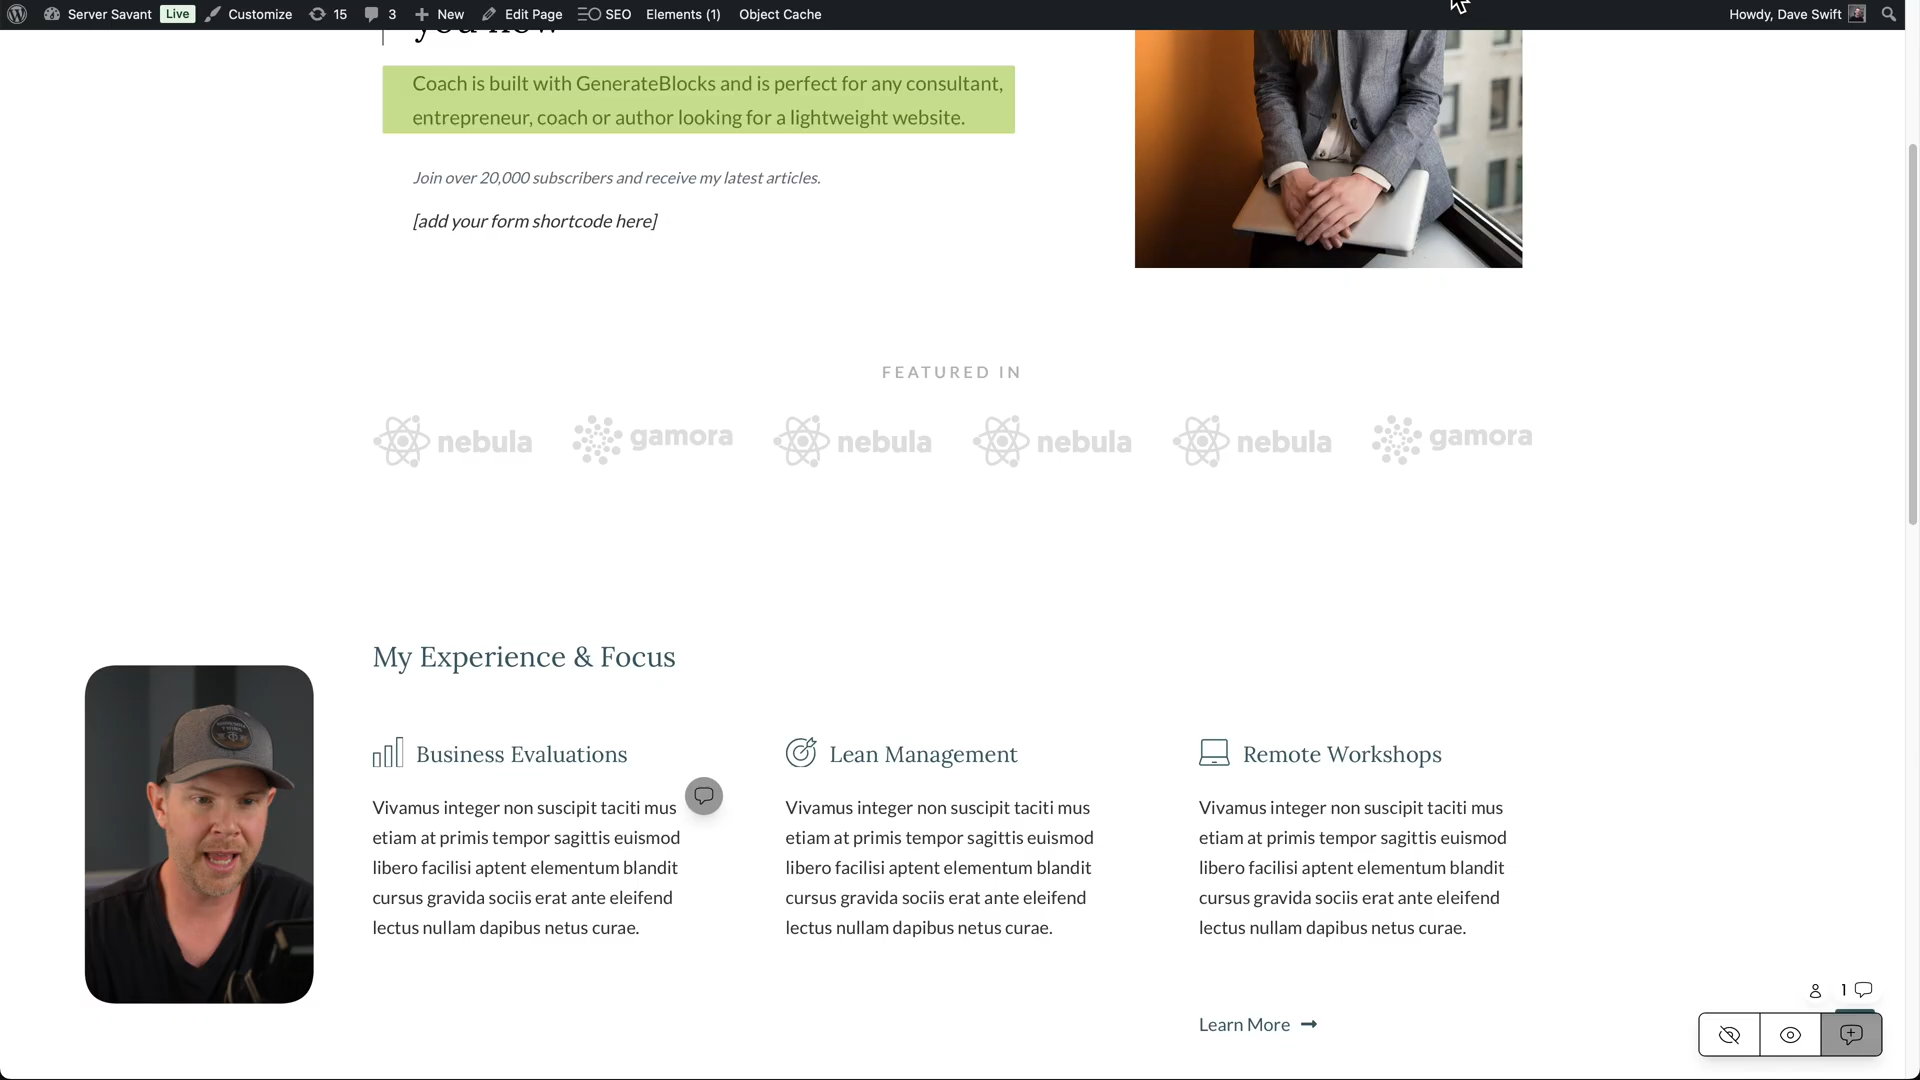 Server Savant Live Customize 15 3 New Edit Page SEO Elements (1) Object Cache Howdy, Dave Swift
you now
Coach is built with GenerateBlocks and is perfect for any consultant,
entrepreneur, coach or author looking for a lightweight website.
Join over 20,000 subscribers and receive my latest articles.
[add your form shortcode here]
FEATURED IN
nebula gamora nebula nebula nebula gamora
My Experience & Focus
Business Evaluations
Vivamus integer non suscipit taciti mus
etiam at primis tempor sagittis euismod
libero facilisi aptent elementum blandit
cursus gravida sociis erat ante eleifend
lectus nullam dapibus netus curae.
Lean Management
Vivamus integer non suscipit taciti mus
etiam at primis tempor sagittis euismod
libero facilisi aptent elementum blandit
cursus gravida sociis erat ante eleifend
lectus nullam dapibus netus curae.
Remote Workshops
Vivamus integer non suscipit taciti mus
etiam at primis tempor sagittis euismod
libero facilisi aptent elementum blandit
cursus gravida sociis erat ante eleifend
lectus nullam dapibus netus curae.
Learn More
1